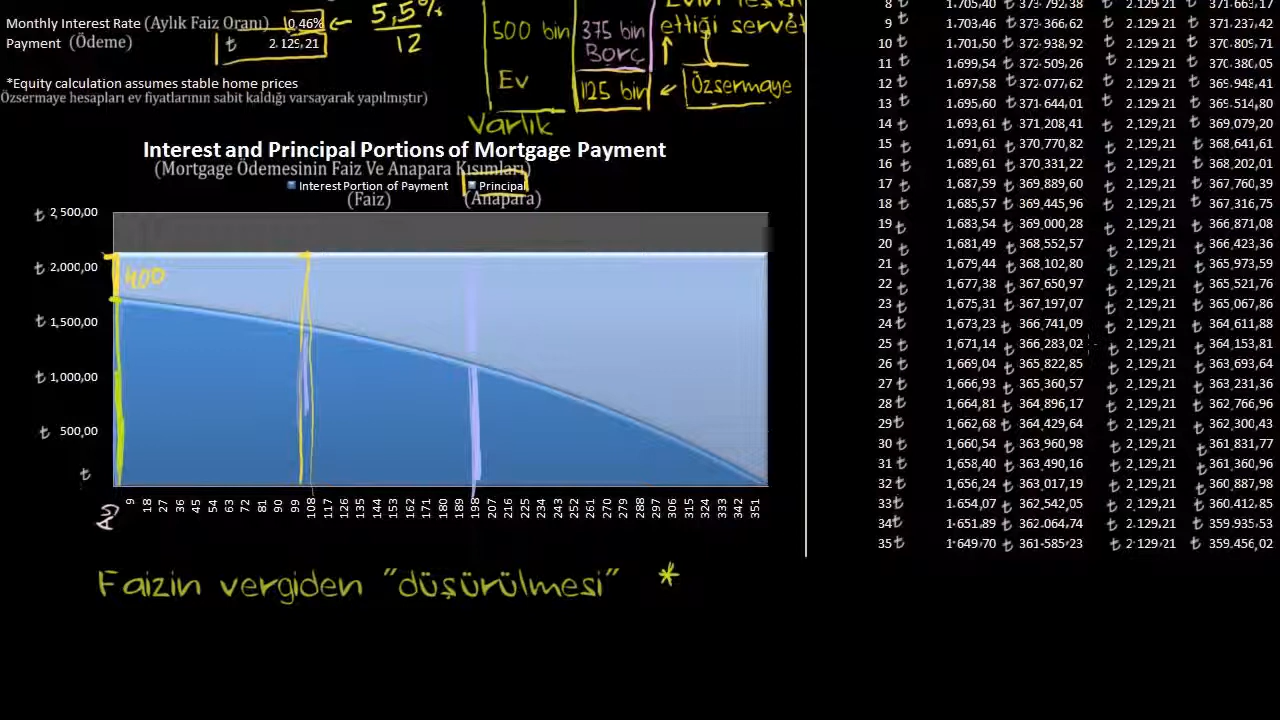 Monthly Interest Rate (Aylık Faiz Oranı) 0,46% ← 5,5%
12
Payment (Ödeme) ₺ 2.129,21
*Equity calculation assumes stable home prices
Özsermaye hesapları ev fiyatlarının sabit kaldığı varsayarak yapılmıştır)
500 bin
Ev
375 bin
Borç
125 bin
ettiği servet
Özsermaye
Varlık
Interest and Principal Portions of Mortgage Payment
(Mortgage Ödemesinin Faiz Ve Anapara Kısımları)
Interest Portion of Payment Principal
(Faiz) (Anapara)
₺ 2 500,00
₺ 2,000,00
₺ 1,500,00
₺ 1,000,00
₺ 500,00
₺
400
9 18 27 36 45 54 63 72 81 90 99 108 117 126 135 144 153 162 171 180 189 198 207 216 225 234 243 252 261 270 279 288 297 306 315 324 333 342 351
Faizin vergiden "düşürülmesi" *
8 ₺ 1.705,40 ₺ 373.792,38 ₺ 2.129,21 ₺ 371.663,17
9 ₺ 1.703,46 ₺ 373.366,62 ₺ 2.129,21 ₺ 371.237,42
10 ₺ 1.701,50 ₺ 372.938,92 ₺ 2.129,21 ₺ 370.809,71
11 ₺ 1.699,54 ₺ 372.509,26 ₺ 2.129,21 ₺ 370.380,05
12 ₺ 1.697,58 ₺ 372.077,62 ₺ 2.129,21 ₺ 369.948,41
13 ₺ 1.695,60 ₺ 371.644,01 ₺ 2.129,21 ₺ 369.514,80
14 ₺ 1.693,61 ₺ 371,208,41 ₺ 2.129,21 ₺ 369,079,20
15 ₺ 1,691,61 ₺ 370,770,82 ₺ 2,129,21 ₺ 368,641,61
16 ₺ 1,689,61 ₺ 370,331,22 ₺ 2,129,21 ₺ 368,202,01
17 ₺ 1,687,59 ₺ 369,889,60 ₺ 2,129,21 ₺ 367,760,39
18 ₺ 1,685,57 ₺ 369,445,96 ₺ 2,129,21 ₺ 367,316,75
19 ₺ 1,683,54 ₺ 369,000,28 ₺ 2,129,21 ₺ 366,871,08
20 ₺ 1,681,49 ₺ 368,552,57 ₺ 2,129,21 ₺ 366,423,36
21 ₺ 1,679,44 ₺ 368,102,80 ₺ 2,129,21 ₺ 365,973,59
22 ₺ 1,677,38 ₺ 367,650,97 ₺ 2,129,21 ₺ 365,521,76
23 ₺ 1,675,31 ₺ 367,197,07 ₺ 2,129,21 ₺ 365,067,86
24 ₺ 1,673,23 ₺ 366,741,09 ₺ 2,129,21 ₺ 364,611,88
25 ₺ 1,671,14 ₺ 366,283,02 ₺ 2,129,21 ₺ 364,153,81
26 ₺ 1,669,04 ₺ 365,822,85 ₺ 2,129,21 ₺ 363,693,64
27 ₺ 1,666,93 ₺ 365,360,57 ₺ 2,129,21 ₺ 363,231,36
28 ₺ 1,664,81 ₺ 364,896,17 ₺ 2,129,21 ₺ 362,766,96
29 ₺ 1,662,68 ₺ 364,429,64 ₺ 2,129,21 ₺ 362,300,43
30 ₺ 1,660,54 ₺ 363,960,98 ₺ 2,129,21 ₺ 361,831,77
31 ₺ 1,658,40 ₺ 363,490,16 ₺ 2,129,21 ₺ 361,360,96
32 ₺ 1,656,24 ₺ 363,017,19 ₺ 2,129,21 ₺ 360,887,98
33 ₺ 1.654,07 ₺ 362,542,05 ₺ 2,129,21 ₺ 360,412,85
34 ₺ 1.651,89 ₺ 362.064,74 ₺ 2.129,21 ₺ 359.935,53
35 ₺ 1.649,70 ₺ 361.585,23 ₺ 2.129,21 ₺ 359.456,02